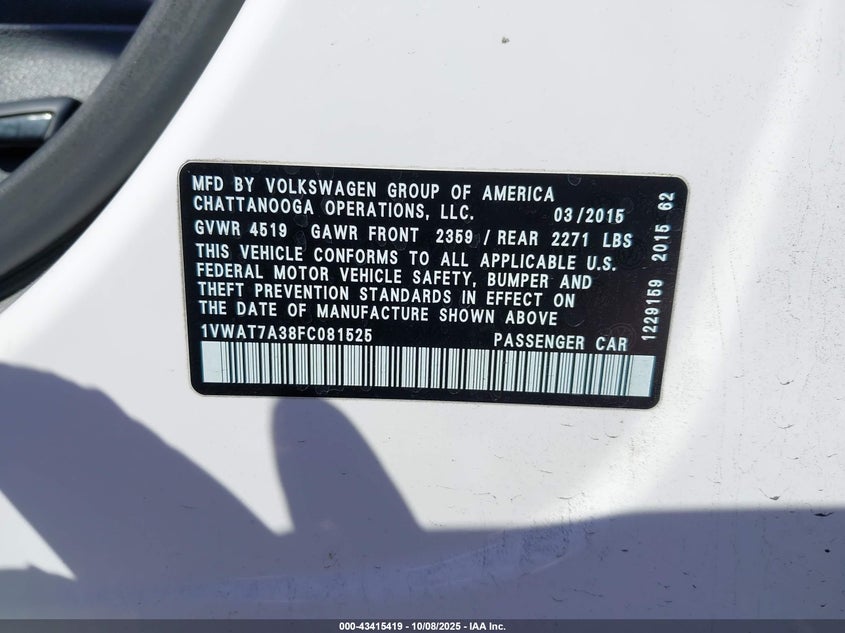 MFD BY VOLKSWAGEN GROUP OF AMERICA
CHATTANOOGA OPERATIONS, LLC. 03/2015
GVWR 4519 GAWR FRONT 2359 / REAR 2271 LBS
THIS VEHICLE CONFORMS TO ALL APPLICABLE U.S.
FEDERAL MOTOR VEHICLE SAFETY, BUMPER AND
THEFT PREVENTION STANDARDS IN EFFECT ON
THE DATE OF MANUFACTURE SHOWN ABOVE
1VWAT7A38FC081525 PASSENGER CAR
1229159 2015 62
000-43415419 - 10/08/2025 - IAA Inc.